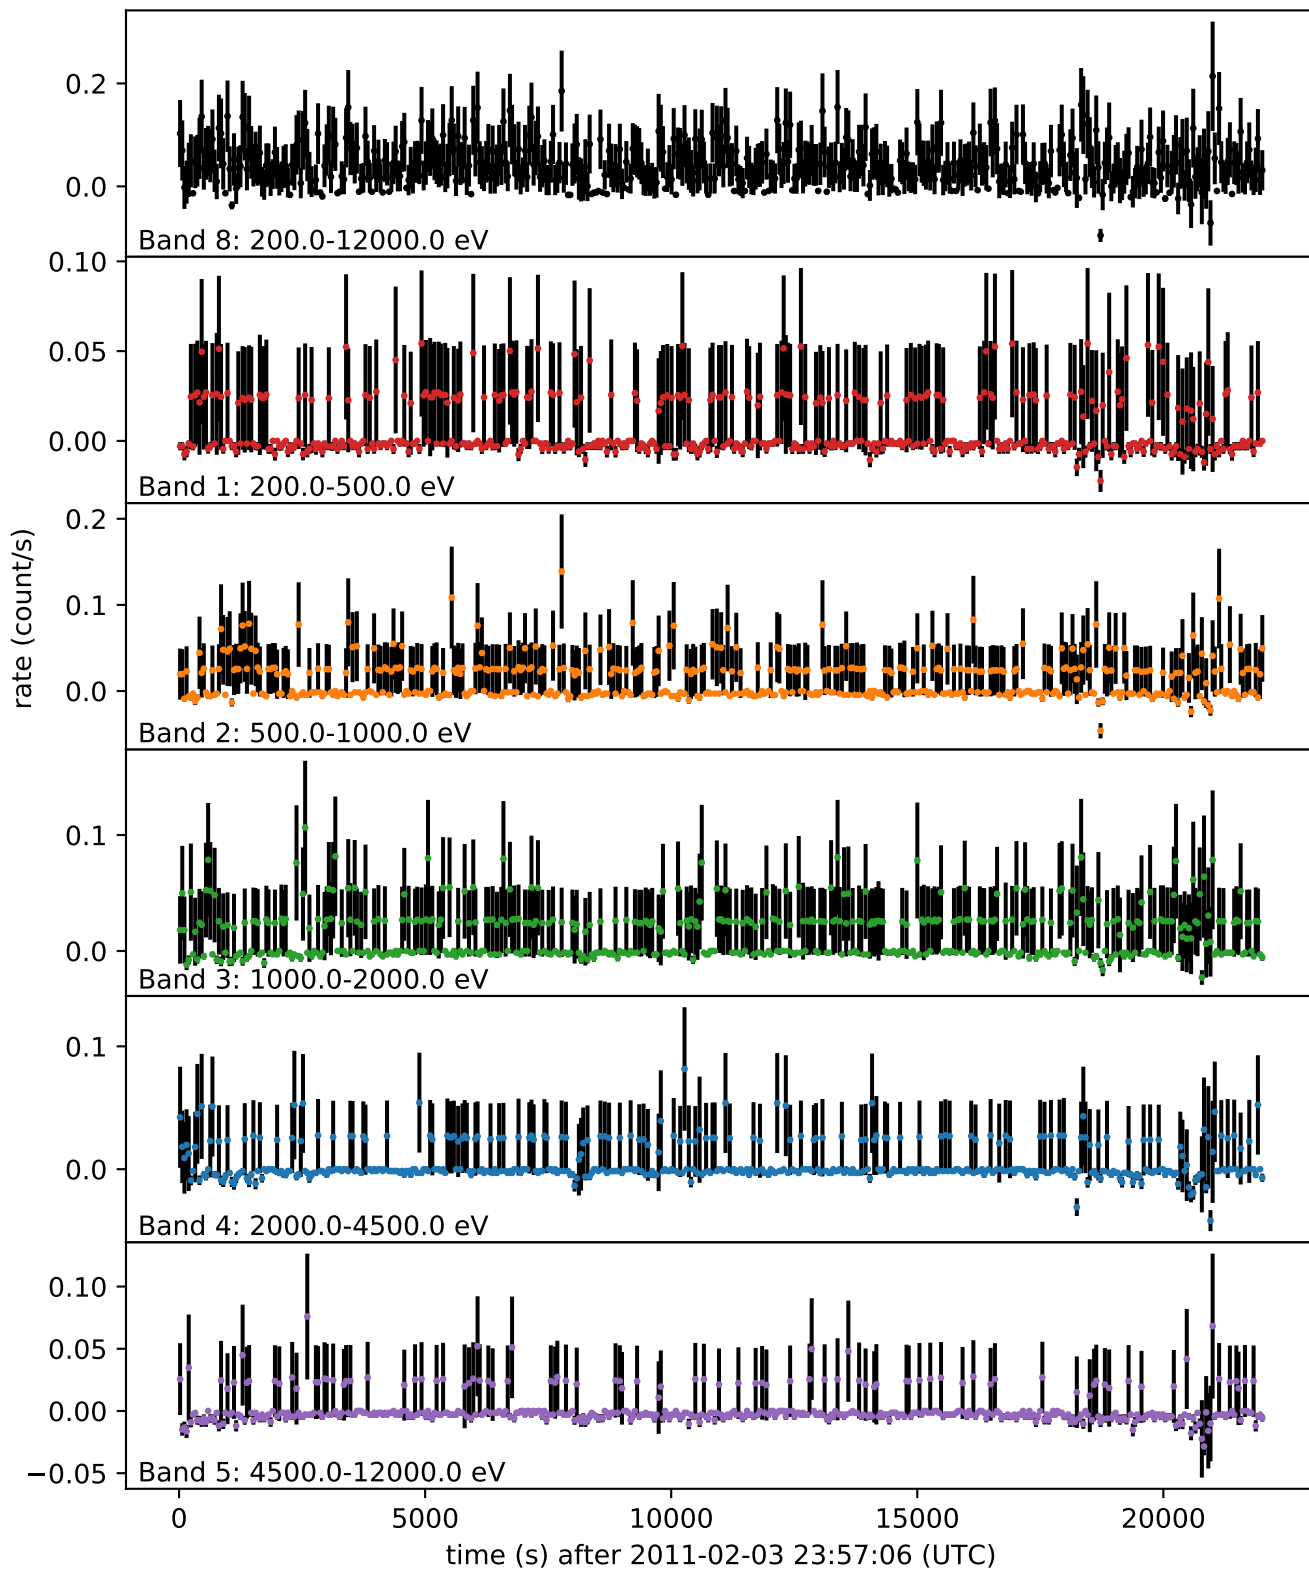 0.2
0.0
Band 8: 200.0-12000.0 eV
0.10
0.05
0.00
Band 1: 200.0-500.0 eV
0.2
0.1
0.0
Band 2: 500.0-1000.0 eV
rate (count/s)
0.1
0.0
Band 3: 1000.0-2000.0 eV
0.1
0.0
Band 4: 2000.0-4500.0 eV
0.10
0.05
0.00
−0.05
Band 5: 4500.0-12000.0 eV
0 5000 10000 15000 20000
time (s) after 2011-02-03 23:57:06 (UTC)